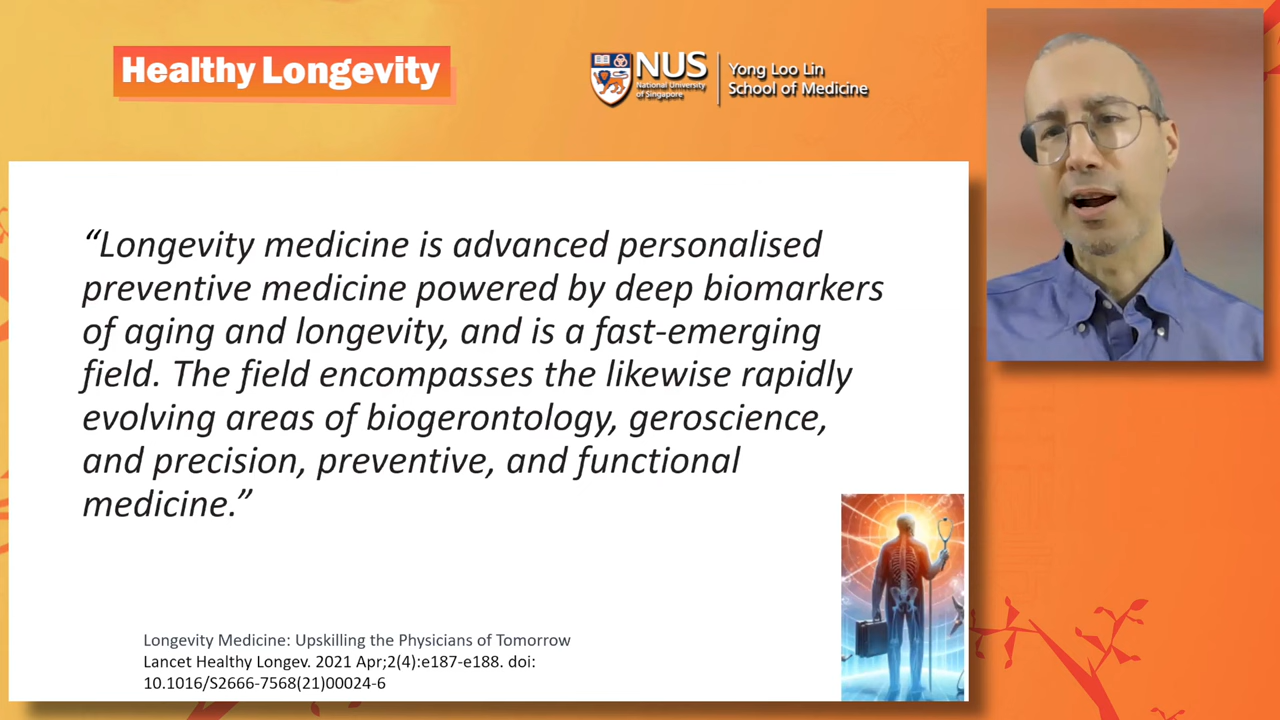 Healthy Longevity
NUS
National University
of Singapore
Yong Loo Lin
School of Medicine
“Longevity medicine is advanced personalised
preventive medicine powered by deep biomarkers
of aging and longevity, and is a fast-emerging
field. The field encompasses the likewise rapidly
evolving areas of biogerontology, geroscience,
and precision, preventive, and functional
medicine.”
Longevity Medicine: Upskilling the Physicians of Tomorrow
Lancet Healthy Longev. 2021 Apr;2(4):e187-e188. doi:
10.1016/S2666-7568(21)00024-6